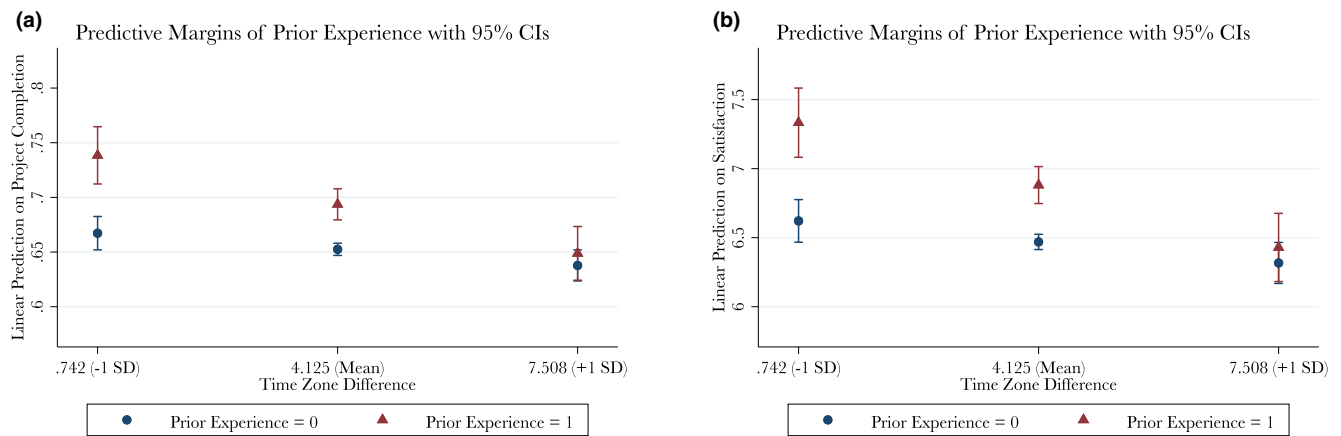 (a)
Predictive Margins of Prior Experience with 95% CIs
Linear Prediction on Project Completion
.8
.75
.7
.65
.6
.742 (-1 SD)
4.125 (Mean)
7.508 (+1 SD)
Time Zone Difference
Prior Experience = 0
Prior Experience = 1
(b)
Predictive Margins of Prior Experience with 95% CIs
Linear Prediction on Satisfaction
7.5
7
6.5
6
.742 (-1 SD)
4.125 (Mean)
7.508 (+1 SD)
Time Zone Difference
Prior Experience = 0
Prior Experience = 1